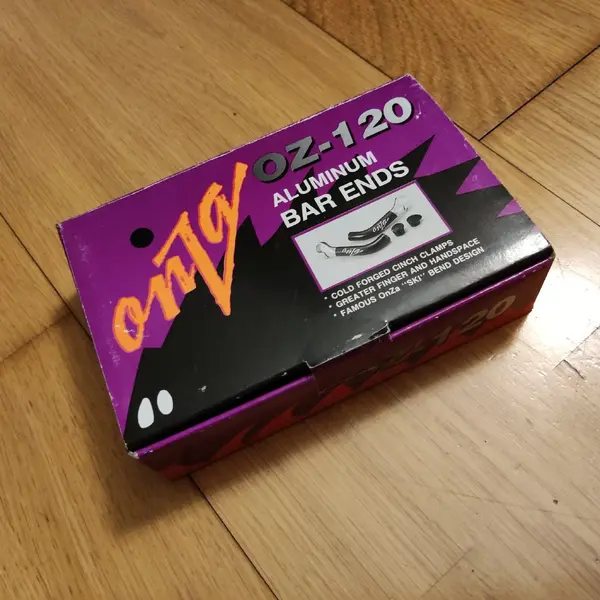 onza
OZ-120
ALUMINUM
BAR ENDS
onza
• COLD FORGED CINCH CLAMPS
• GREATER FINGER AND HANDSPACE
• FAMOUS OnZa "SKI" BEND DESIGN
OZ-120